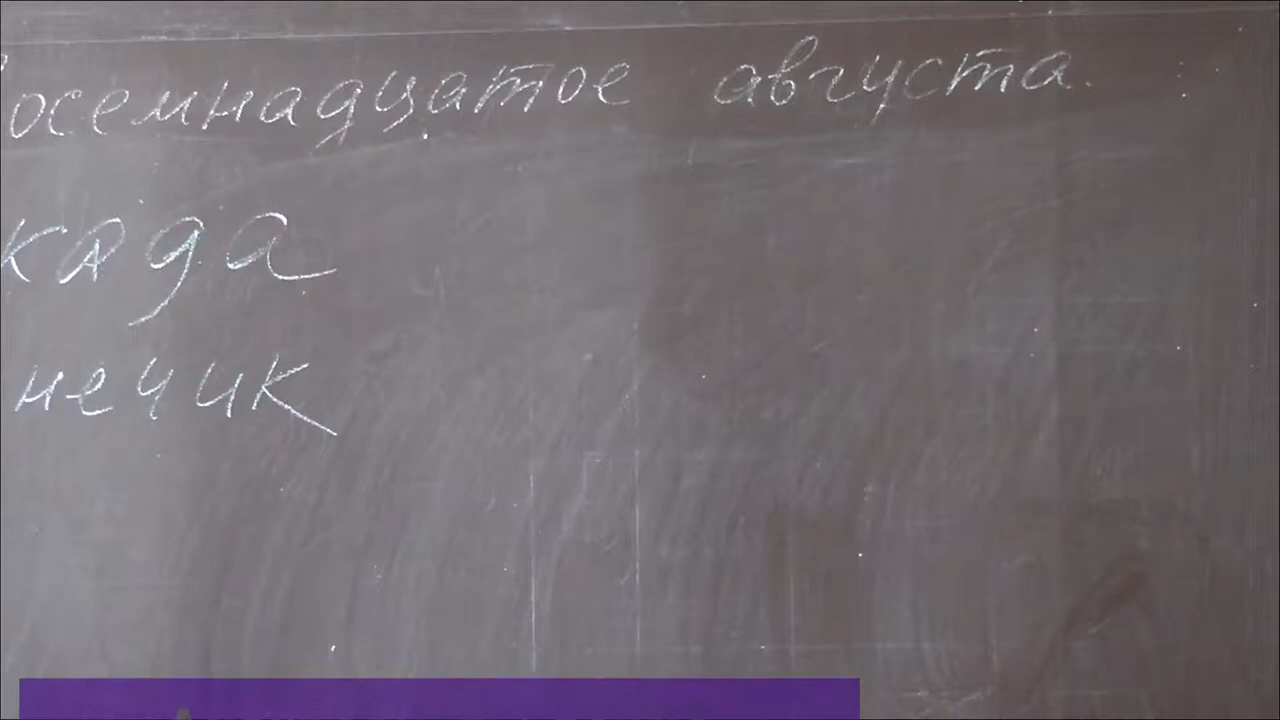 осемнадцатое августа.
када
нечик